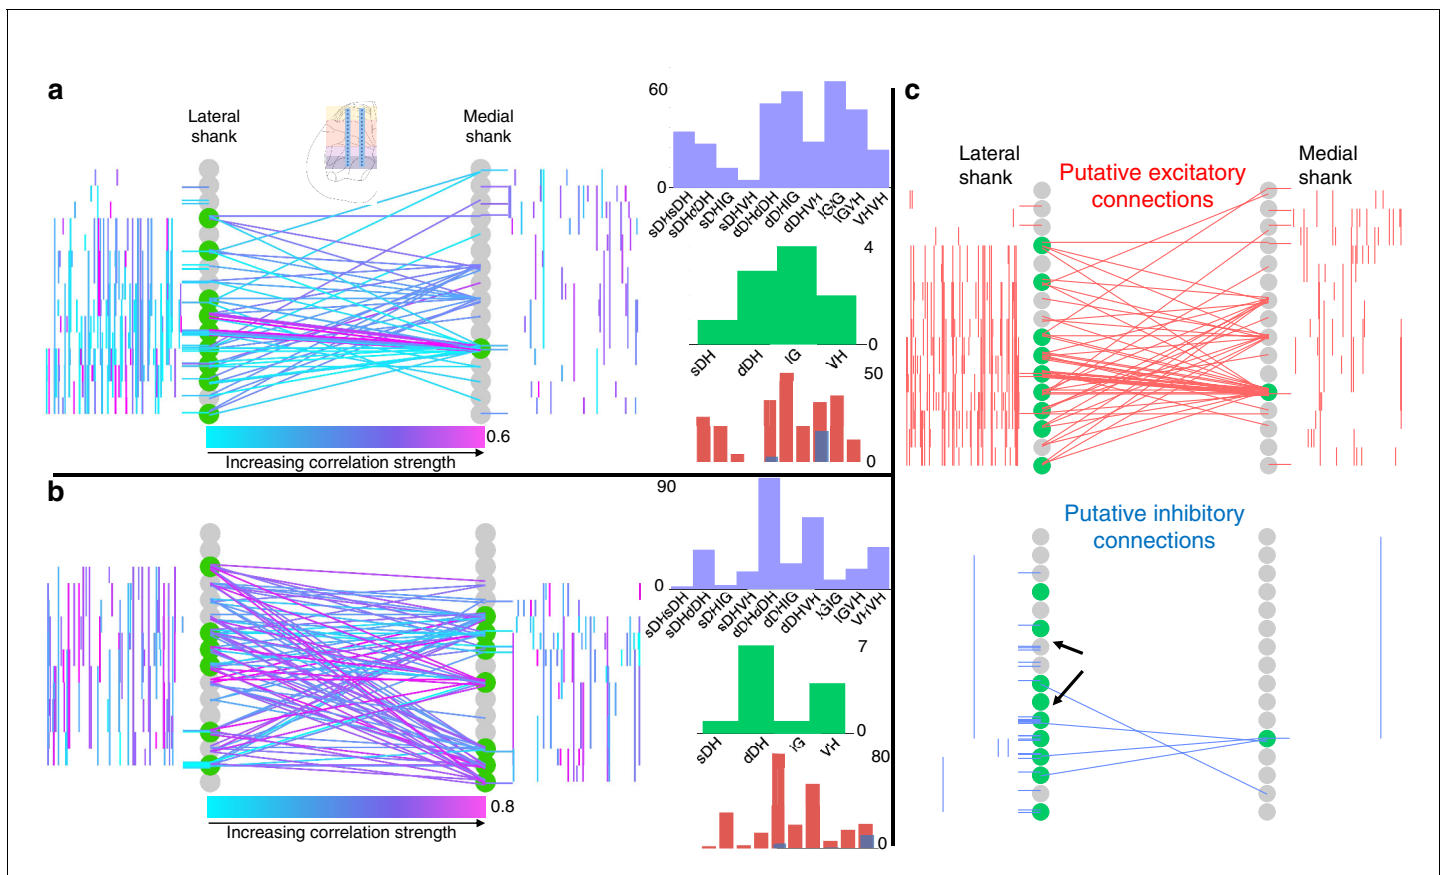 a
Lateral
shank
Medial
shank
60
0
sDHsDH
sDHdDH
sDHIG
sDHVH
dDHdDH
dDHIG
dDHVH
IGIG
IGVH
VHVH
4
0
sDH
dDH
IG
VH
50
0
0.6
Increasing correlation strength
b
90
0
sDHsDH
sDHdDH
sDHIG
sDHVH
dDHdDH
dDHIG
dDHVH
IGIG
IGVH
VHVH
7
0
sDH
dDH
IG
VH
80
0
0.8
Increasing correlation strength
c
Lateral
shank
Putative excitatory
connections
Medial
shank
Putative inhibitory
connections